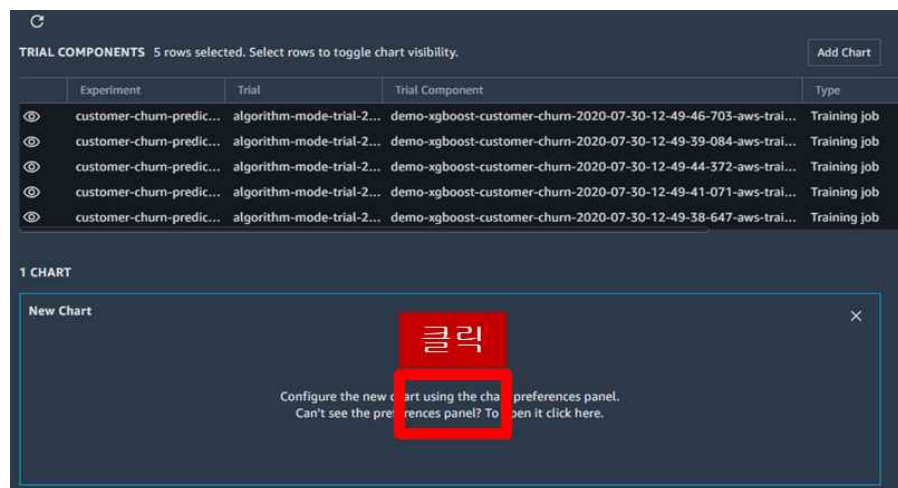 TRIAL COMPONENTS 5 rows selected. Select rows to toggle chart visibility. Add Chart
Experiment Trial Trial Component Type
customer-churn-predic... algorithm-mode-trial-2... demo-xgboost-customer-churn-2020-07-30-12-49-46-703-aws-trai... Training job
customer-churn-predic... algorithm-mode-trial-2... demo-xgboost-customer-churn-2020-07-30-12-49-39-084-aws-trai... Training job
customer-churn-predic... algorithm-mode-trial-2... demo-xgboost-customer-churn-2020-07-30-12-49-44-372-aws-trai... Training job
customer-churn-predic... algorithm-mode-trial-2... demo-xgboost-customer-churn-2020-07-30-12-49-41-071-aws-trai... Training job
customer-churn-predic... algorithm-mode-trial-2... demo-xgboost-customer-churn-2020-07-30-12-49-38-647-aws-trai... Training job
1 CHART
New Chart
클릭
Configure the new chart using the chart preferences panel.
Can't see the preferences panel? To open it click here.